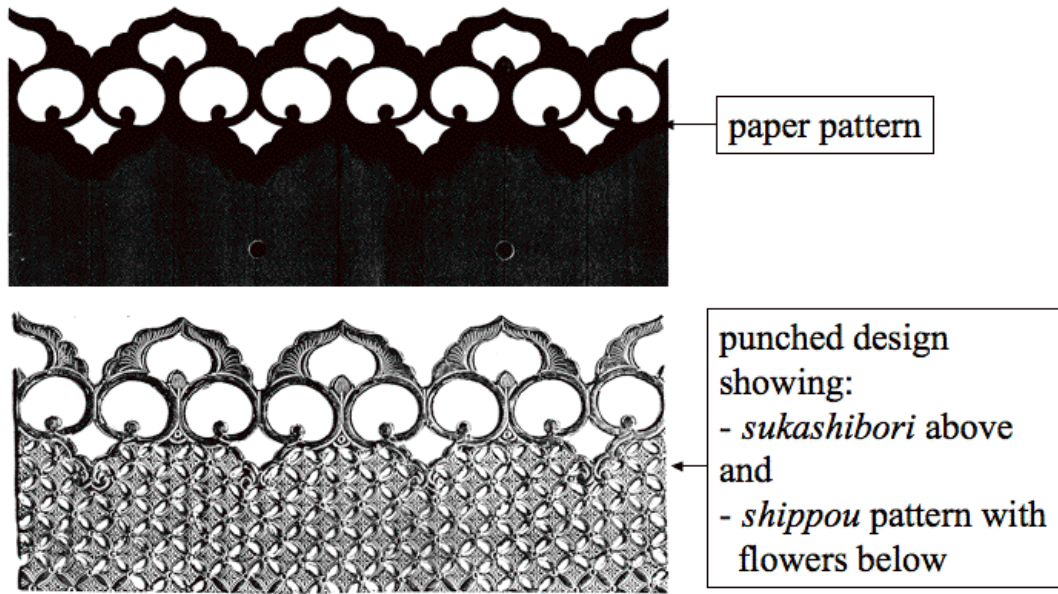 paper pattern
punched design
showing:
- sukashibori above
and
- shippou pattern with
flowers below